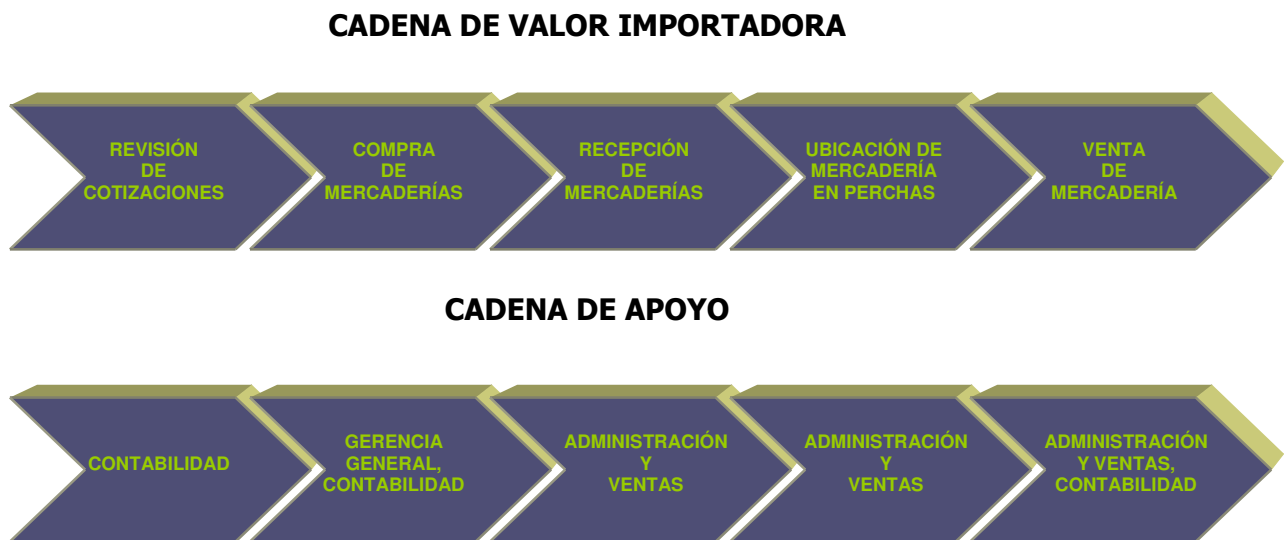 CADENA DE VALOR IMPORTADORA
REVISIÓN
DE
COTIZACIONES
COMPRA
DE
MERCADERÍAS
RECEPCIÓN
DE
MERCADERÍAS
UBICACIÓN DE
MERCADERÍA
EN PERCHAS
VENTA
DE
MERCADERÍA
CADENA DE APOYO
CONTABILIDAD
GERENCIA
GENERAL,
CONTABILIDAD
ADMINISTRACIÓN
Y
VENTAS
ADMINISTRACIÓN
Y
VENTAS
ADMINISTRACIÓN
Y VENTAS,
CONTABILIDAD